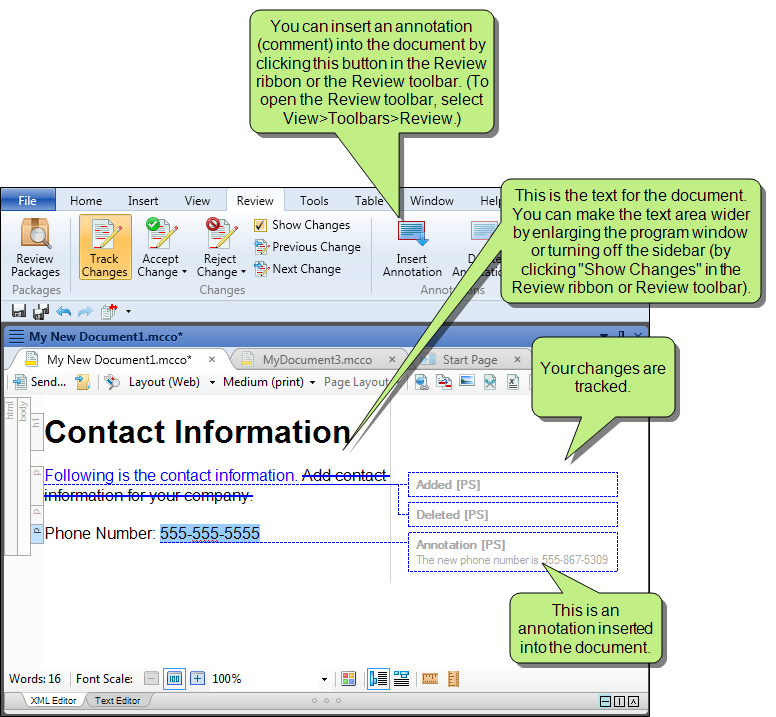 You can insert an annotation
(comment) into the document by
clicking this button in the Review
ribbon or the Review toolbar. (To
open the Review toolbar, select
View>Toolbars>Review.)
This is the text for the document.
You can make the text area wider
by enlarging the program window
or turning off the sidebar (by
clicking "Show Changes" in the
Review ribbon or Review toolbar).
File Home Insert View Review Tools Table Window
Review
Packages
Track
Changes
Accept
Change
Reject
Change
Show Changes
Previous Change
Next Change
Insert
Annotation
Packages Changes
My New Document1.mcco*
My New Document1.mcco* MyDocument3.mcco Start Page
Your changes are
tracked.
Send... Layout (Web) Medium (print) Page Layout
html
body
h1
Contact Information
p
Following is the contact information. Add contact
information for your company.
p
p
Phone Number: 555-555-5555
Added [PS]
Deleted [PS]
Annotation [PS]
The new phone number is 555-867-5309
This is an
annotation inserted
into the document.
Words: 16 Font Scale: 100 100%
XML Editor Text Editor